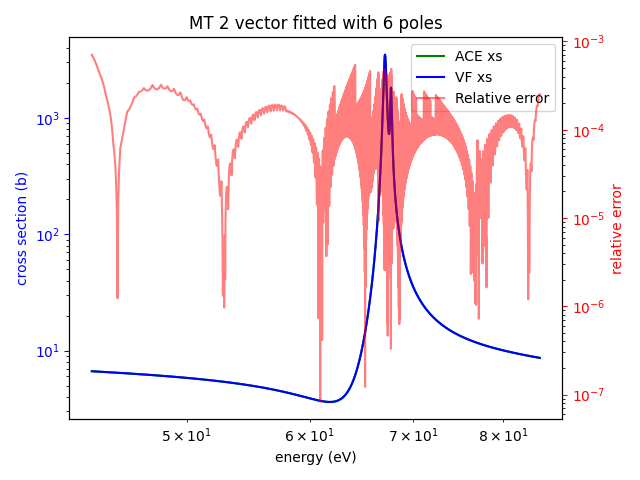 MT 2 vector fitted with 6 poles
ACE xs
VF xs
Relative error
cross section (b)
10³
10²
10¹
relative error
10⁻³
10⁻⁴
10⁻⁵
10⁻⁶
10⁻⁷
5 × 10¹ 6 × 10¹ 7 × 10¹ 8 × 10¹
energy (eV)